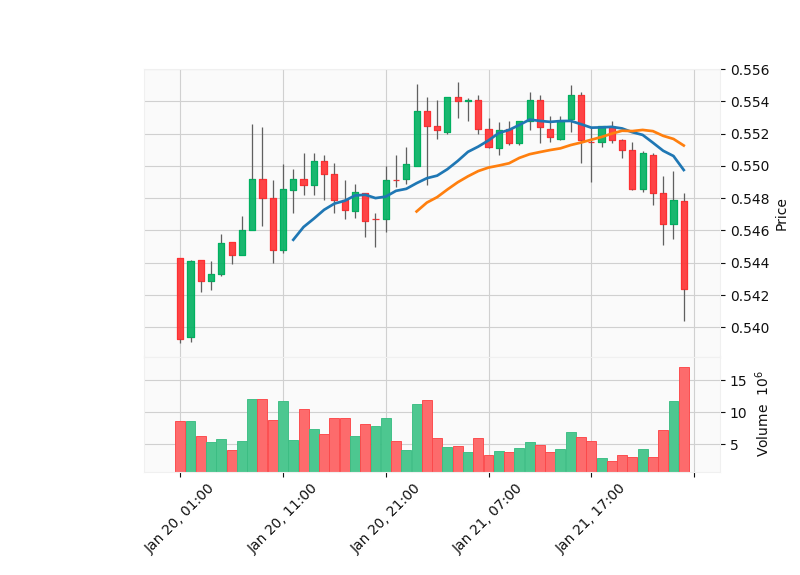 0.556
0.554
0.552
0.550
0.548
0.546
0.544
0.542
0.540
Price
15
10
5
Volume 10^6
Jan 20, 01:00
Jan 20, 11:00
Jan 20, 21:00
Jan 21, 07:00
Jan 21, 17:00